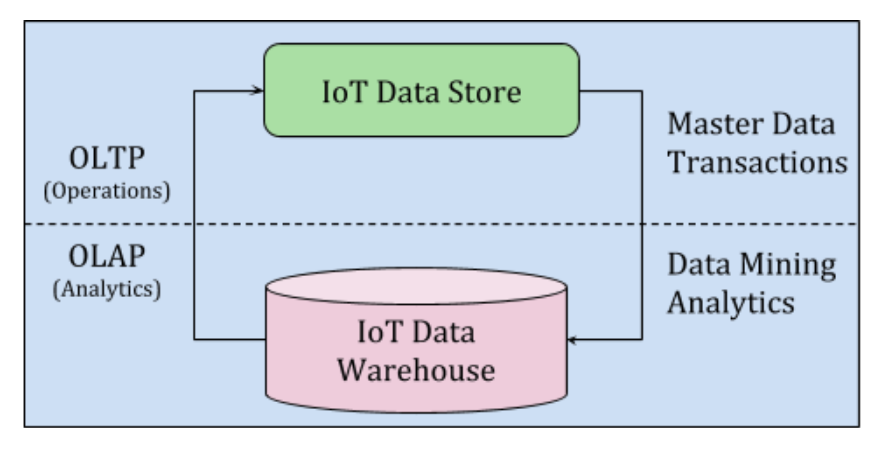 IoT Data Store
Master Data
Transactions
OLTP
(Operations)
OLAP
(Analytics)
Data Mining
Analytics
IoT Data
Warehouse